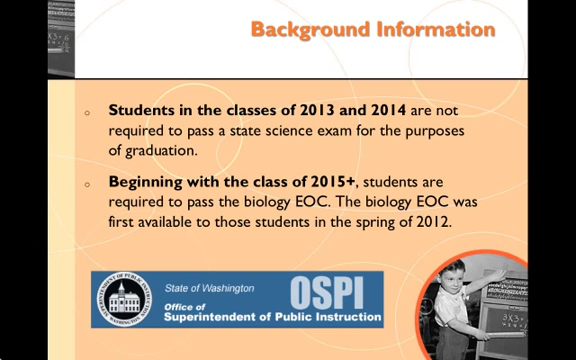 Background Information
Students in the classes of 2013 and 2014 are not
required to pass a state science exam for the purposes
of graduation.
Beginning with the class of 2015+, students are
required to pass the biology EOC. The biology EOC was
first available to those students in the spring of 2012.
State of Washington
OSPI
Office of
Superintendent of Public Instruction